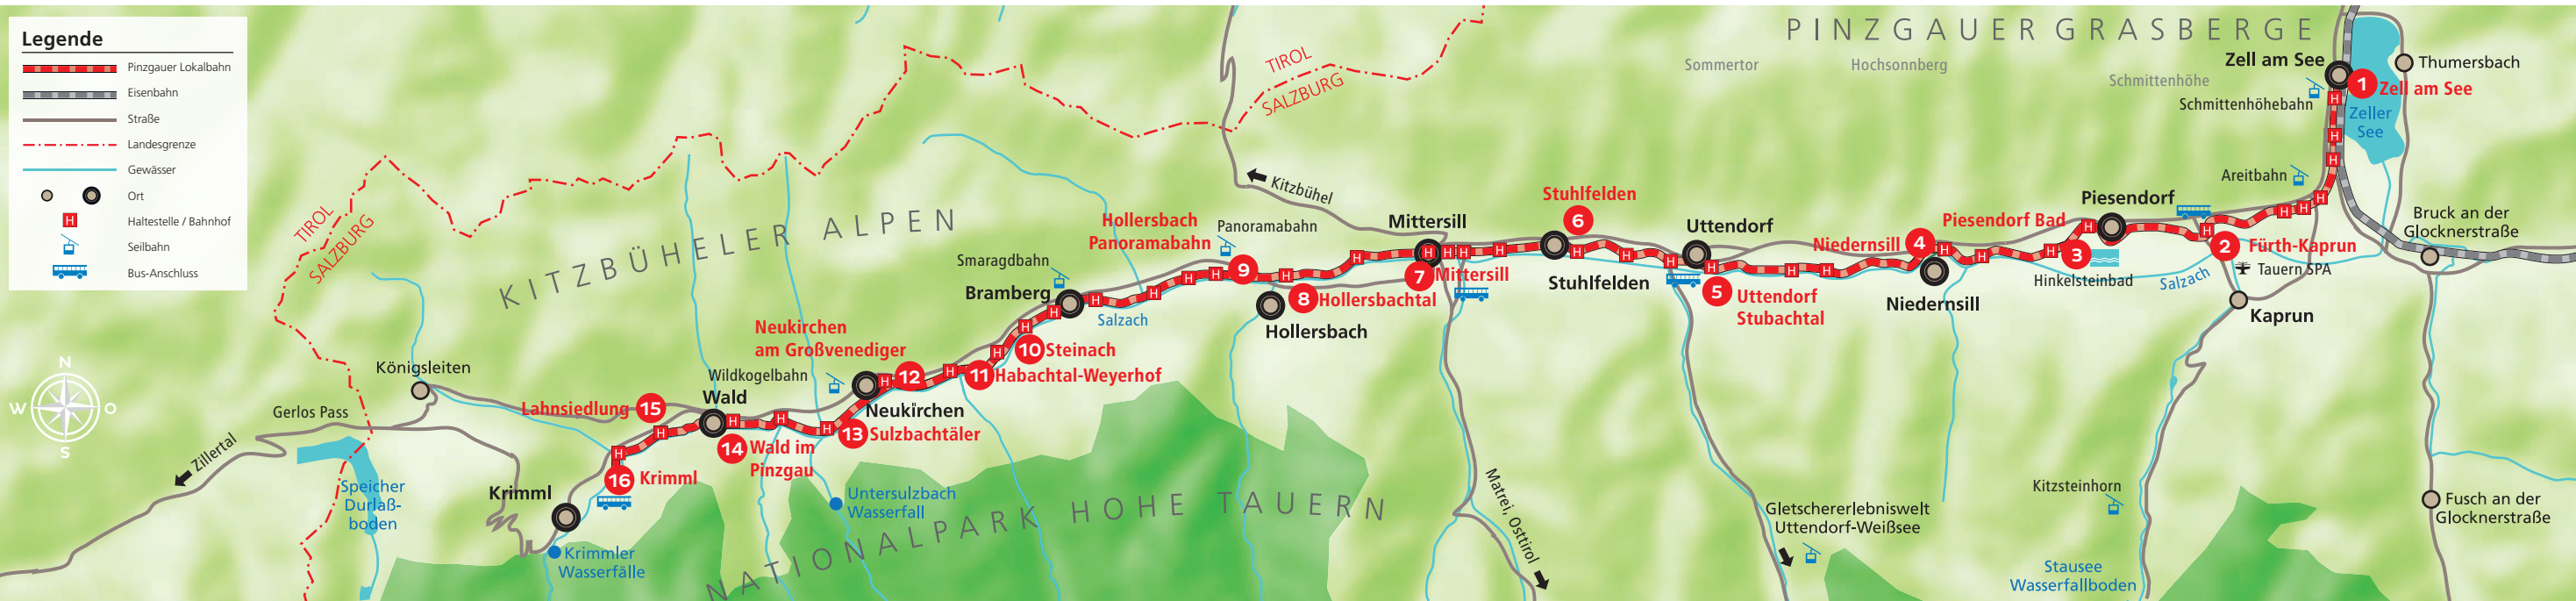 Legende
Pinzgauer Lokalbahn
Eisenbahn
Straße
Landesgrenze
Gewässer
Ort
H
Haltestelle / Bahnhof
Seilbahn
Bus-Anschluss
N
W
O
S
TIROL
SALZBURG
TIROL
SALZBURG
KITZBÜHELER ALPEN
PINZGAUER GRASBERGE
NATIONALPARK HOHE TAUERN
Sommertor
Hochsonnberg
Schmittenhöhe
Zell am See
1 Zell am See
Thumersbach
Schmittenhöhebahn
Zeller
See
Areitbahn
Bruck an der
Glocknerstraße
Piesendorf
2 Fürth-Kaprun
Tauern SPA
Kaprun
Salzach
Piesendorf Bad
3
Hinkelsteinbad
Niedernsill 4
Niedernsill
Uttendorf
5 Uttendorf
Stubachtal
Stuhlfelden
6
Stuhlfelden
Mittersill
7 Mittersill
Kitzbühel
Panoramabahn
8 Hollersbachtal
Hollersbach
Hollersbach
Panoramabahn
9
Smaragdbahn
Bramberg
Salzach
10 Steinach
11 Habachtal-Weyerhof
Neukirchen
am Großvenediger
12
Wildkogelbahn
Neukirchen
13 Sulzbachtäler
Wald
14 Wald im
Pinzgau
Lahnsiedlung 15
16 Krimml
Krimml
Krimmler
Wasserfälle
Untersulzbach
Wasserfall
Königsleiten
Gerlos Pass
Zillertal
Speicher
Durlaß-
boden
Matrei, Osttirol
Gletschererlebniswelt
Uttendorf-Weißsee
Kitzsteinhorn
Stausee
Wasserfallboden
Fusch an der
Glocknerstraße